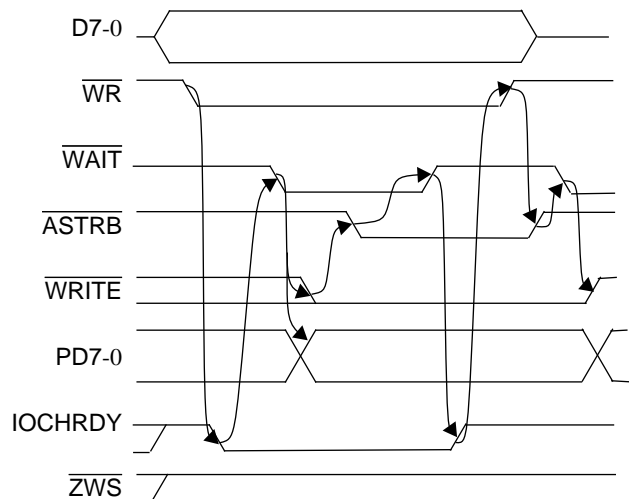 D7-0
WR
WAIT
ASTRB
WRITE
PD7-0
IOCHRDY
ZWS